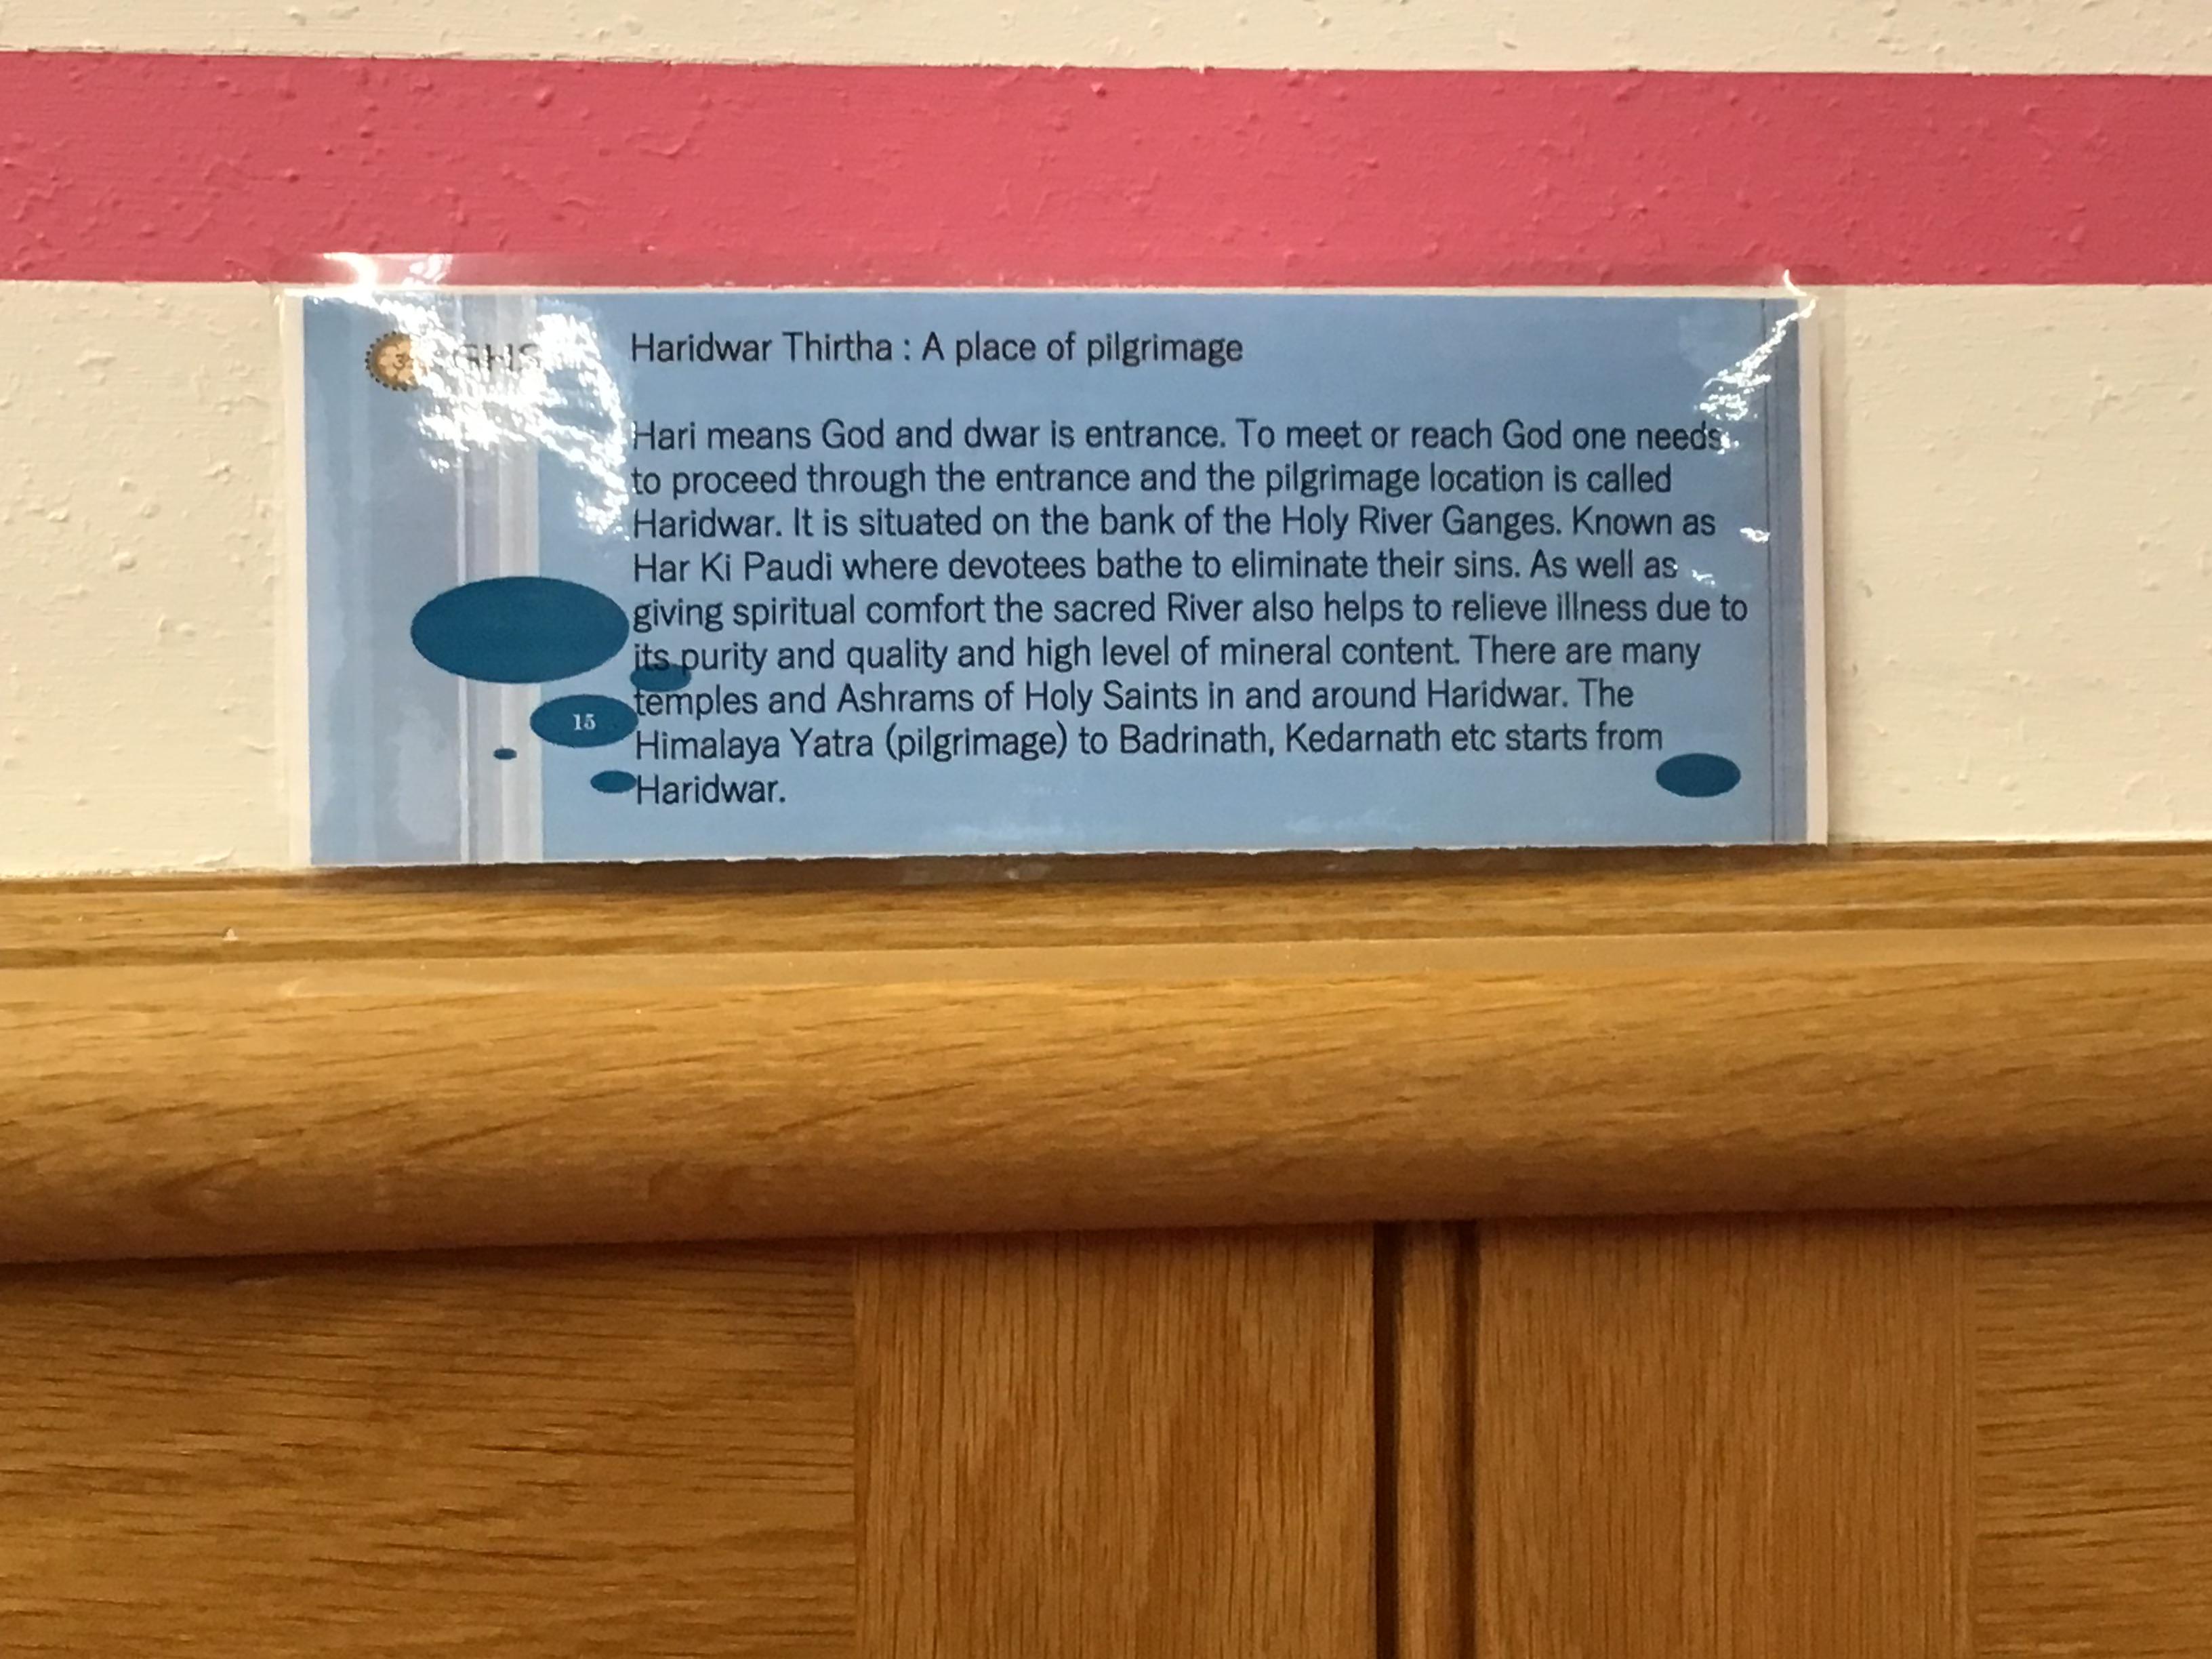 GHS
Haridwar Thirtha : A place of pilgrimage
Hari means God and dwar is entrance. To meet or reach God one needs
to proceed through the entrance and the pilgrimage location is called
Haridwar. It is situated on the bank of the Holy River Ganges. Known as
Har Ki Paudi where devotees bathe to eliminate their sins. As well as
giving spiritual comfort the sacred River also helps to relieve illness due to
its purity and quality and high level of mineral content. There are many
temples and Ashrams of Holy Saints in and around Haridwar. The
15
Himalaya Yatra (pilgrimage) to Badrinath, Kedarnath etc starts from
Haridwar.